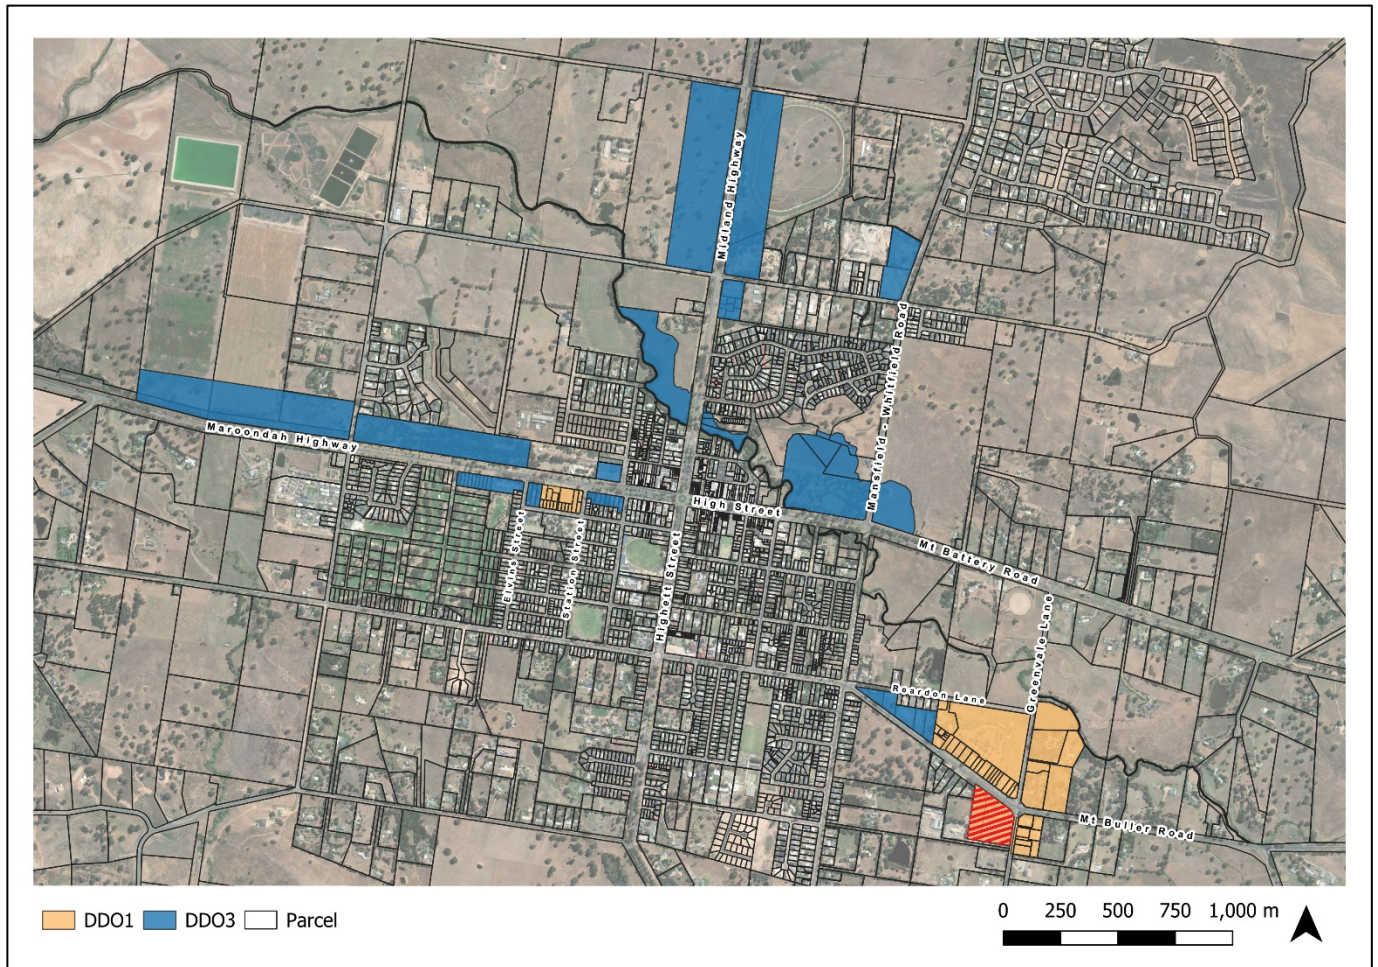 Midland Highway
Mansfield - Whitfield Road
Maroondah Highway
High Street
Elvins Street
Station Street
Highett Street
Mt Battery Road
Greenvale Lane
Reardon Lane
Mt Buller Road
DDO1 DDO3 Parcel
0 250 500 750 1,000 m